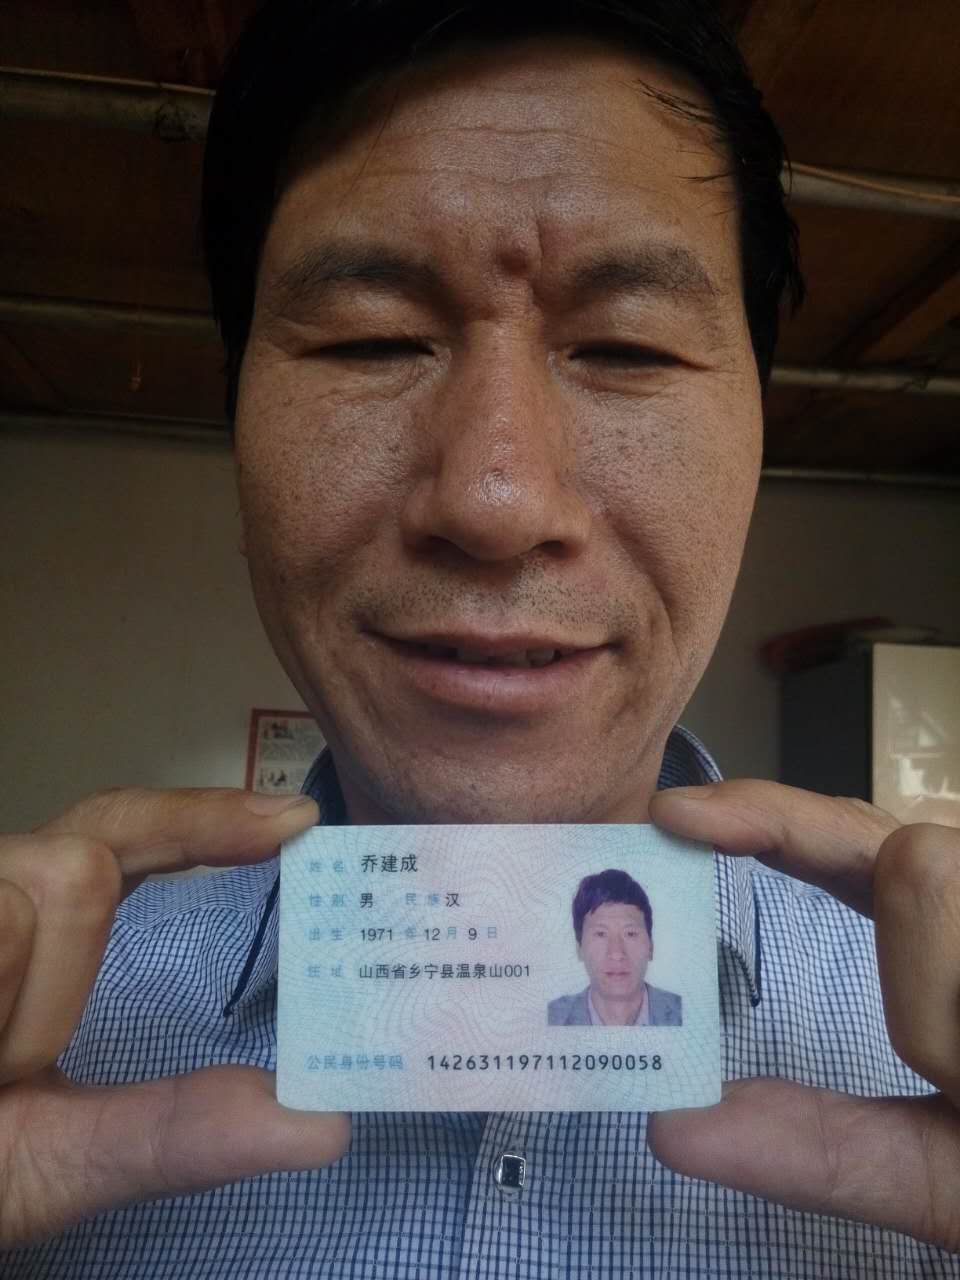 姓名 乔建成
性别 男 民族 汉
出生 1971 年 12 月 9 日
住址 山西省乡宁县温泉山001
公民身份号码 142631197112090058